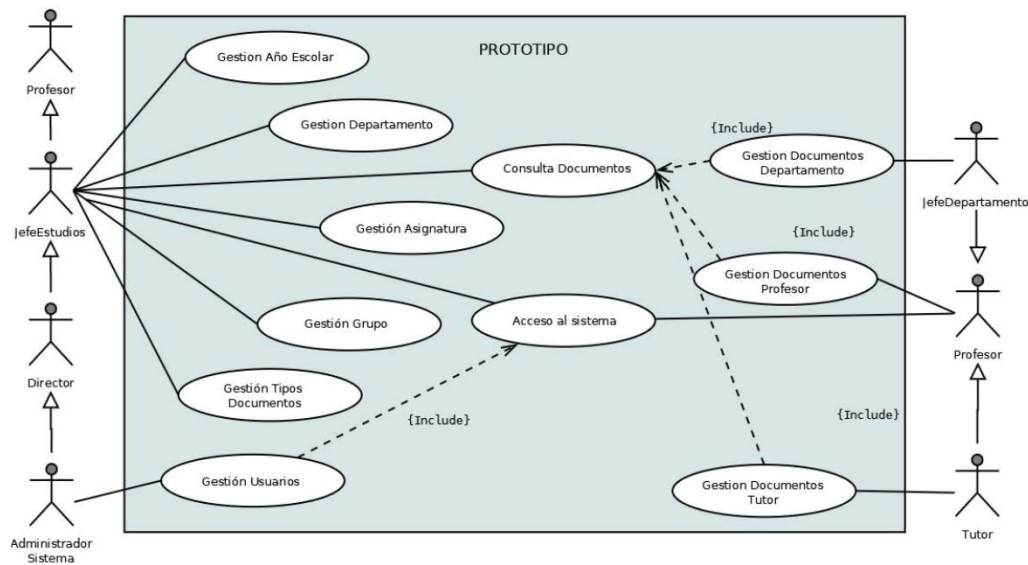 PROTOTIPO
Profesor
Gestion Año Escolar
Gestion Departamento
{Include}
Consulta Documentos
Gestion Documentos
Departamento
JefeEstudios
JefeDepartamento
Gestión Asignatura
{Include}
Gestion Documentos
Profesor
Gestión Grupo
Acceso al sistema
Profesor
Director
Gestión Tipos
Documentos
{Include}
{Include}
Gestión Usuarios
Gestion Documentos
Tutor
Administrador
Sistema
Tutor